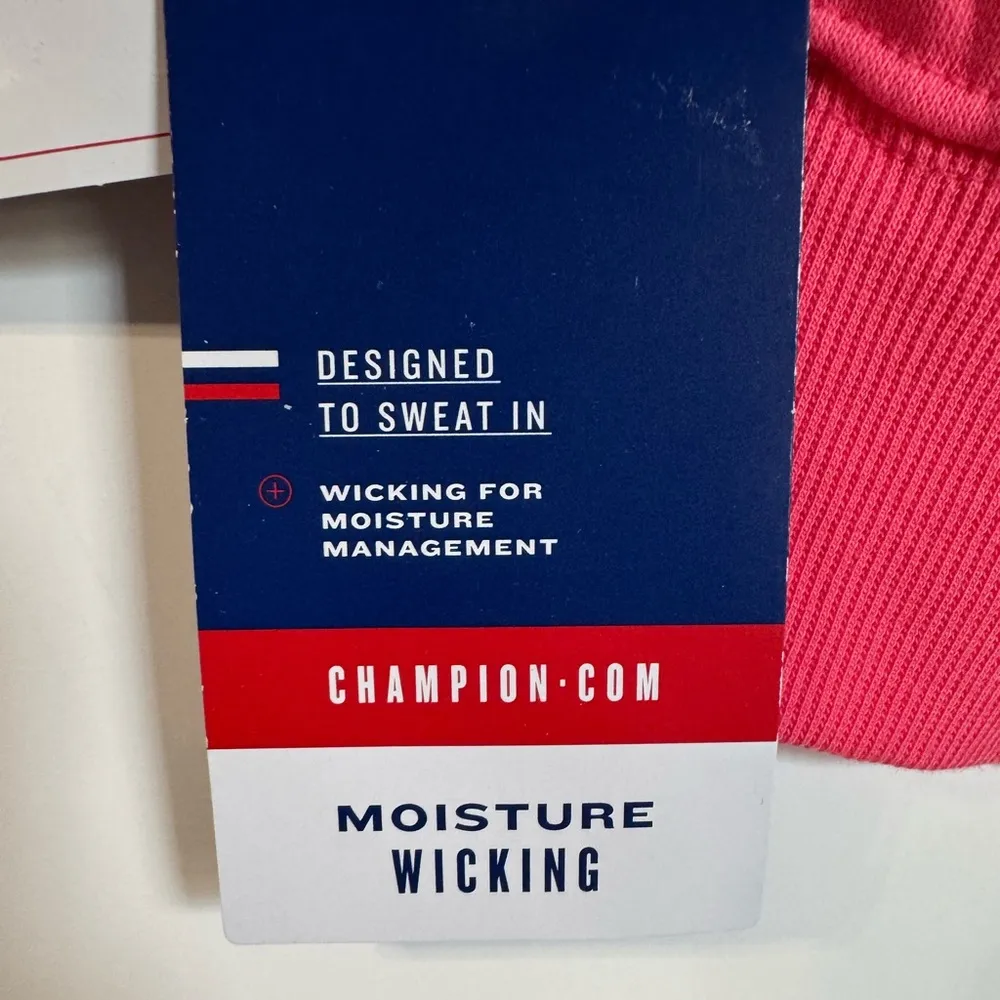 DESIGNED
TO SWEAT IN
WICKING FOR
MOISTURE
MANAGEMENT
CHAMPION·COM
MOISTURE
WICKING